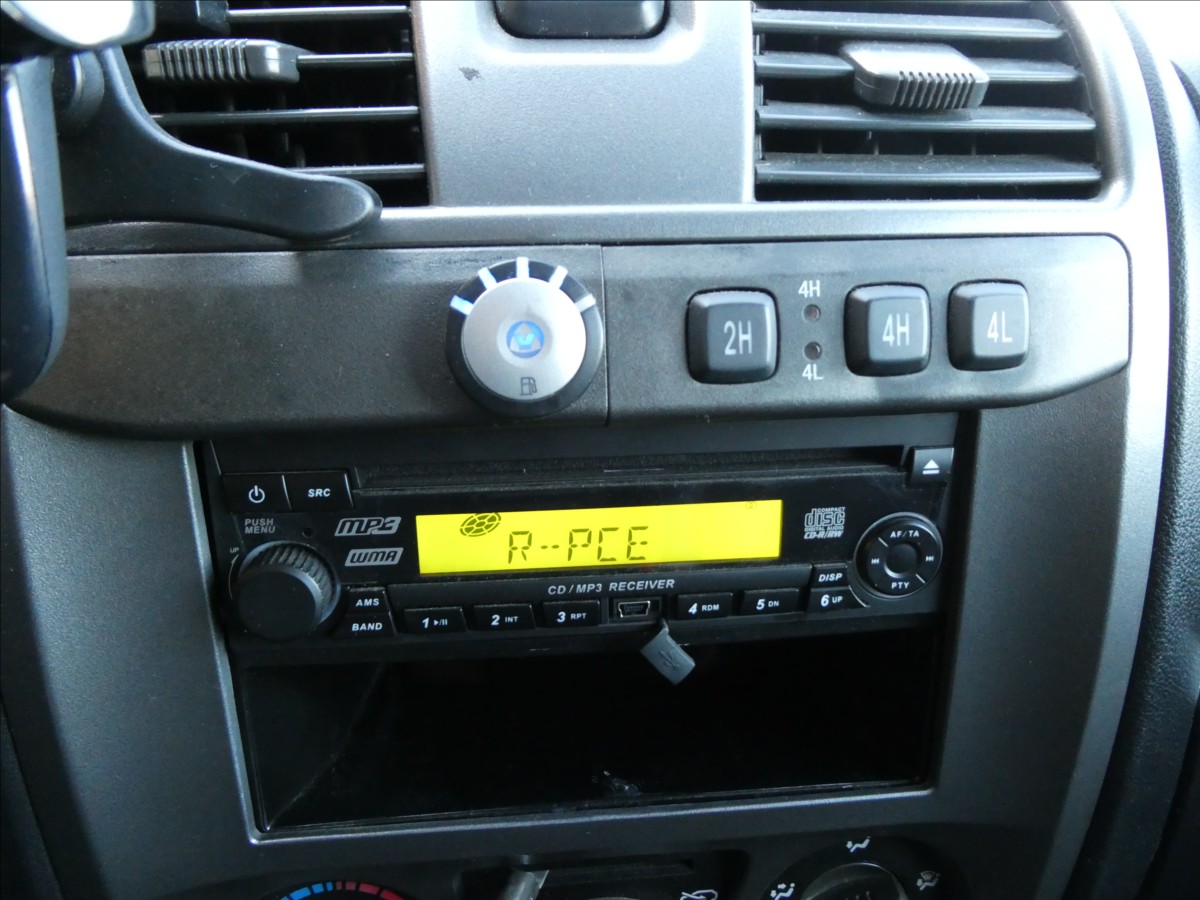 4H
2H
4H
4L
4L
SRC
PUSH
MENU
UP
MP3
WMA
R--PCE
COMPACT
disc
DIGITAL AUDIO
CD-R/RW
AF/TA
PTY
CD/MP3 RECEIVER
DISP
AMS
BAND
1
2 INT
3 RPT
4 RDM
5 DN
6 UP